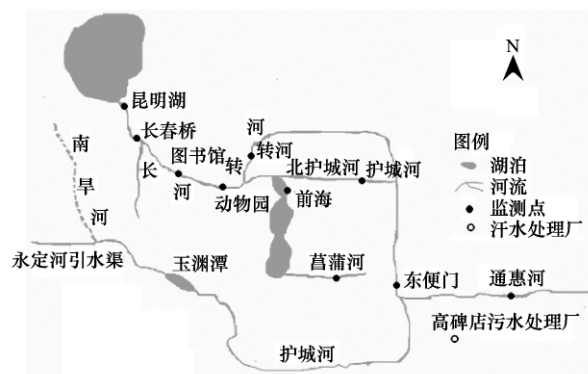 N
昆明湖
长春桥
南旱河
长河
图书馆
转河
转河
北护城河
护城河
动物园
前海
图例
湖泊
河流
监测点
汙水处理厂
永定河引水渠
玉渊潭
菖蒲河
东便门
通惠河
高碑店污水处理厂
护城河